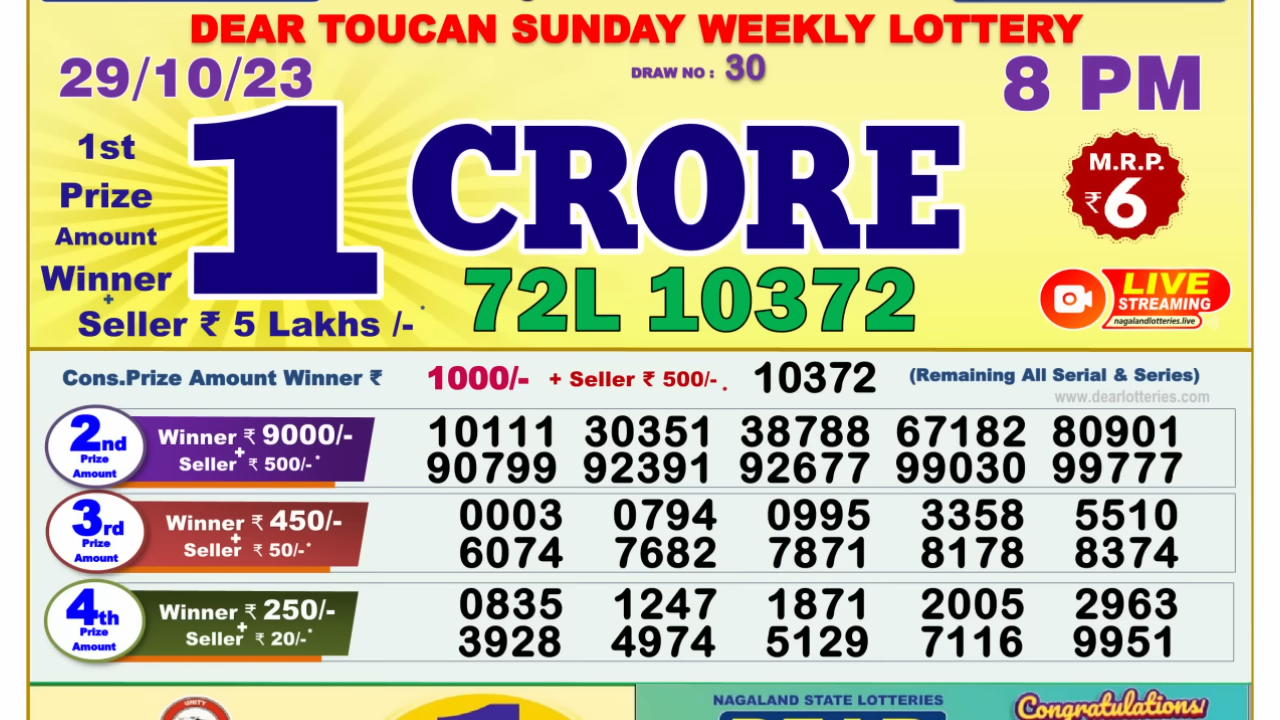 DEAR TOUCAN SUNDAY WEEKLY LOTTERY
29/10/23
DRAW NO : 30
8 PM
1st
Prize
Amount
Winner
+
Seller ₹ 5 Lakhs /-*
1 CRORE
M.R.P.
₹ 6
72L 10372
LIVE
STREAMING
nagalandlotteries.live
Cons.Prize Amount Winner ₹ 1000/- + Seller ₹ 500/- . 10372 (Remaining All Serial & Series)
www.dearlotteries.com
2nd
Prize
Amount
Winner ₹ 9000/-
+
Seller ₹ 500/-*
10111 30351 38788 67182 80901
90799 92391 92677 99030 99777
3rd
Prize
Amount
Winner ₹ 450/-
+
Seller ₹ 50/-*
0003 0794 0995 3358 5510
6074 7682 7871 8178 8374
4th
Prize
Amount
Winner ₹ 250/-
+
Seller ₹ 20/-*
0835 1247 1871 2005 2963
3928 4974 5129 7116 9951
UNITY
1
NAGALAND STATE LOTTERIES
DEAR
Congratulations!